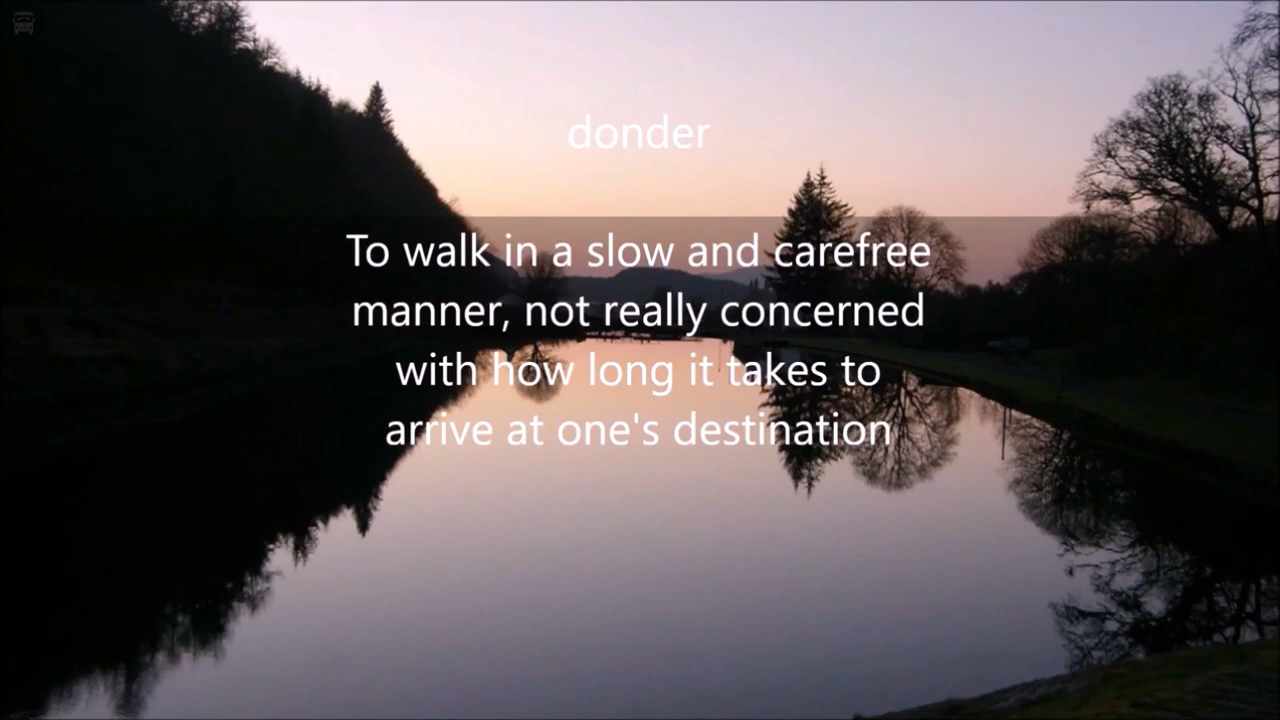 donder
To walk in a slow and carefree
manner, not really concerned
with how long it takes to
arrive at one's destination